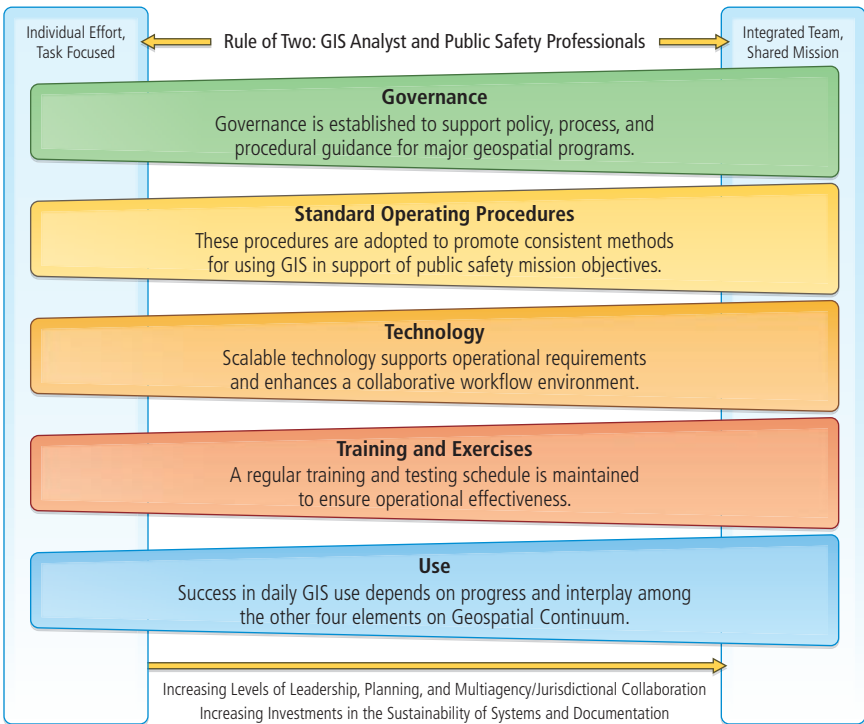 Individual Effort,
Task Focused
Rule of Two: GIS Analyst and Public Safety Professionals
Integrated Team,
Shared Mission
Governance
Governance is established to support policy, process, and
procedural guidance for major geospatial programs.
Standard Operating Procedures
These procedures are adopted to promote consistent methods
for using GIS in support of public safety mission objectives.
Technology
Scalable technology supports operational requirements
and enhances a collaborative workflow environment.
Training and Exercises
A regular training and testing schedule is maintained
to ensure operational effectiveness.
Use
Success in daily GIS use depends on progress and interplay among
the other four elements on Geospatial Continuum.
Increasing Levels of Leadership, Planning, and Multiagency/Jurisdictional Collaboration
Increasing Investments in the Sustainability of Systems and Documentation